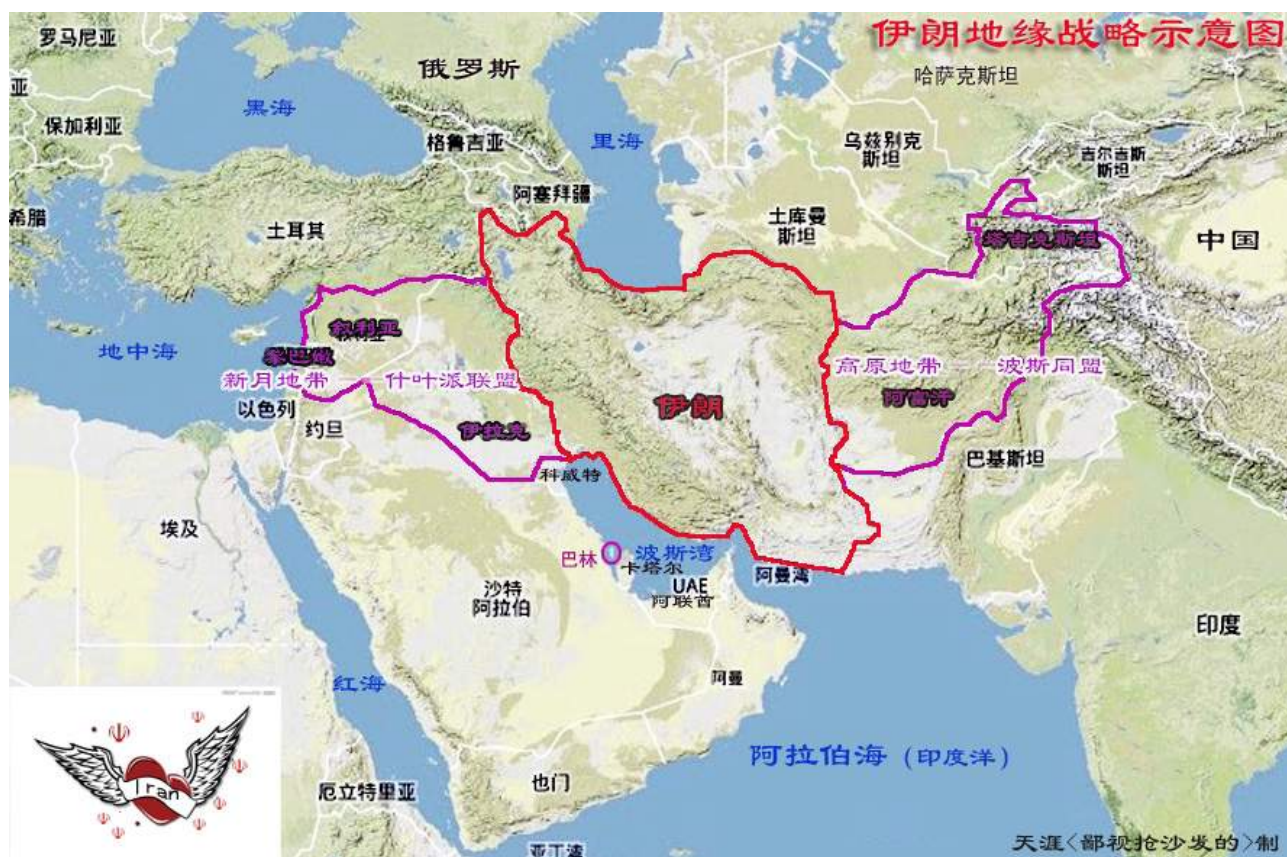 伊朗地缘战略示意图
罗马尼亚
俄罗斯
哈萨克斯坦
亚
黑海
里海
保加利亚
格鲁吉亚
乌兹别克
斯坦
吉尔吉斯
斯坦
阿塞拜疆
希腊
土耳其
土库曼
斯坦
塔吉克斯坦
中国
叙利亚
地中海
黎巴嫩
新月地带 — 什叶派联盟
高原地带 — 波斯同盟
以色列
伊朗
阿富汗
约旦
伊拉克
科威特
巴基斯坦
埃及
巴林
波斯湾
卡塔尔
阿曼湾
沙特
阿拉伯
UAE
阿联酋
印度
红海
阿曼
阿拉伯海(印度洋)
Iran
也门
厄立特里亚
亚丁湾
天涯<鄙视抢沙发的>制